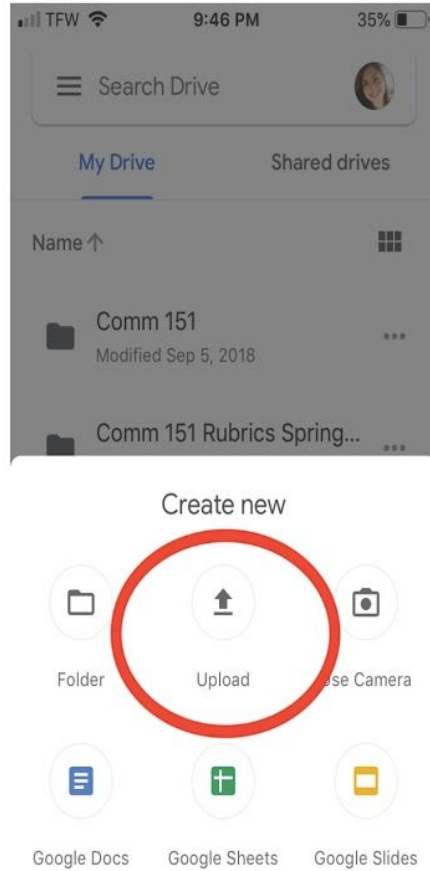 TFW 9:46 PM 35%
Search Drive
My Drive Shared drives
Name
Comm 151
Modified Sep 5, 2018
Comm 151 Rubrics Spring...
Create new
Folder Upload Use Camera
Google Docs Google Sheets Google Slides